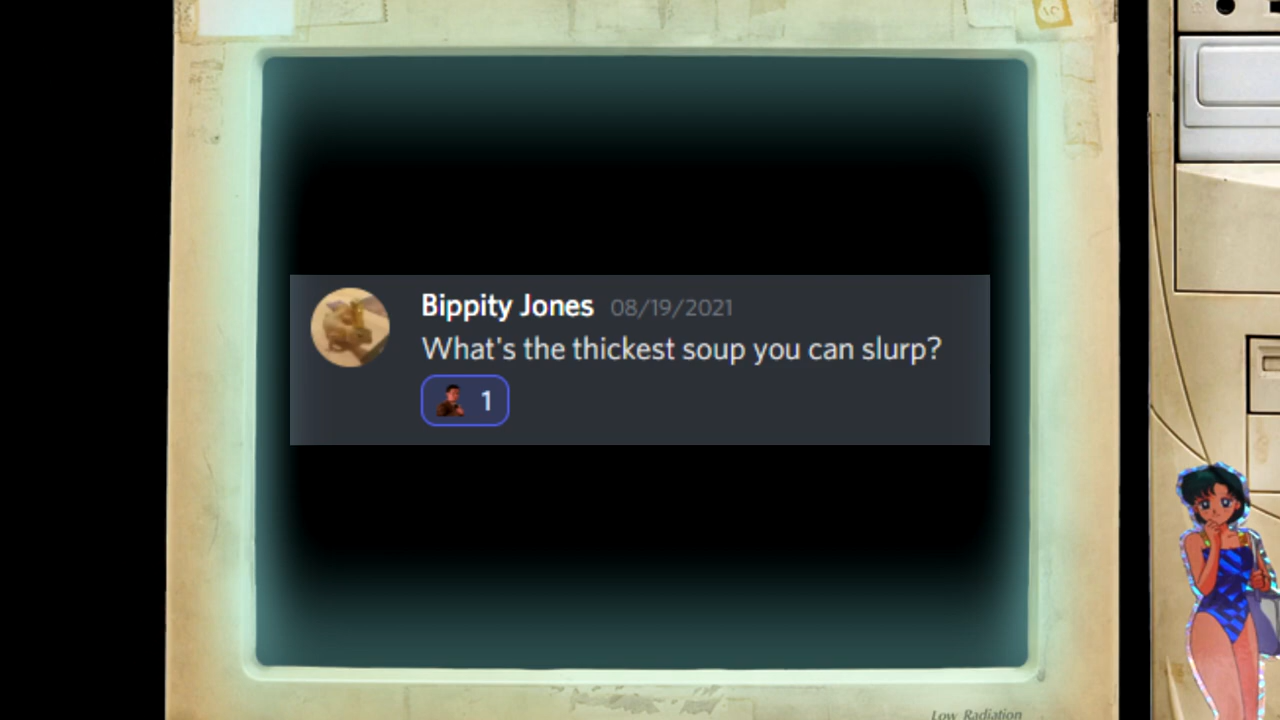 Bippity Jones 08/19/2021
What's the thickest soup you can slurp?
1
Low Radiation